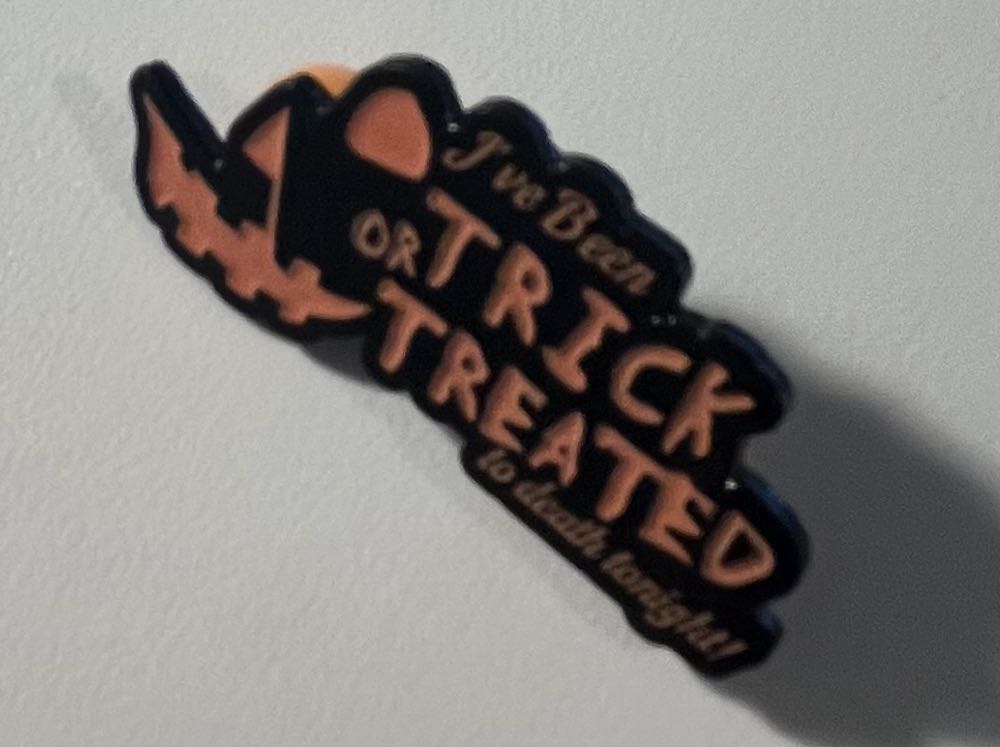 I've Been
TRICK
OR
TREATED
to death tonight!